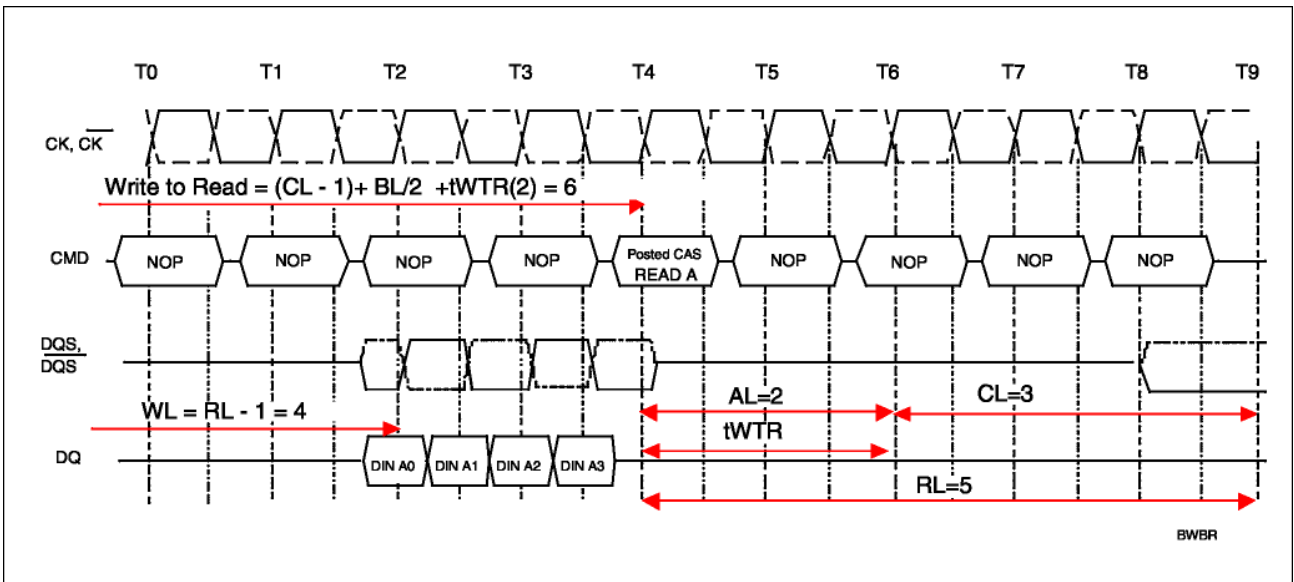 T0 T1 T2 T3 T4 T5 T6 T7 T8 T9
CK, CK
Write to Read = (CL - 1)+ BL/2 +tWTR(2) = 6
CMD NOP NOP NOP NOP Posted CAS READ A NOP NOP NOP NOP
DQS,
DQS
AL=2 CL=3
WL = RL - 1 = 4
tWTR
DQ DIN A0 DIN A1 DIN A2 DIN A3
RL=5
BWBR